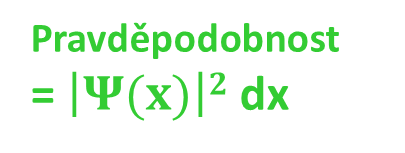 Pravděpodobnost
= |Ψ(x)|² dx